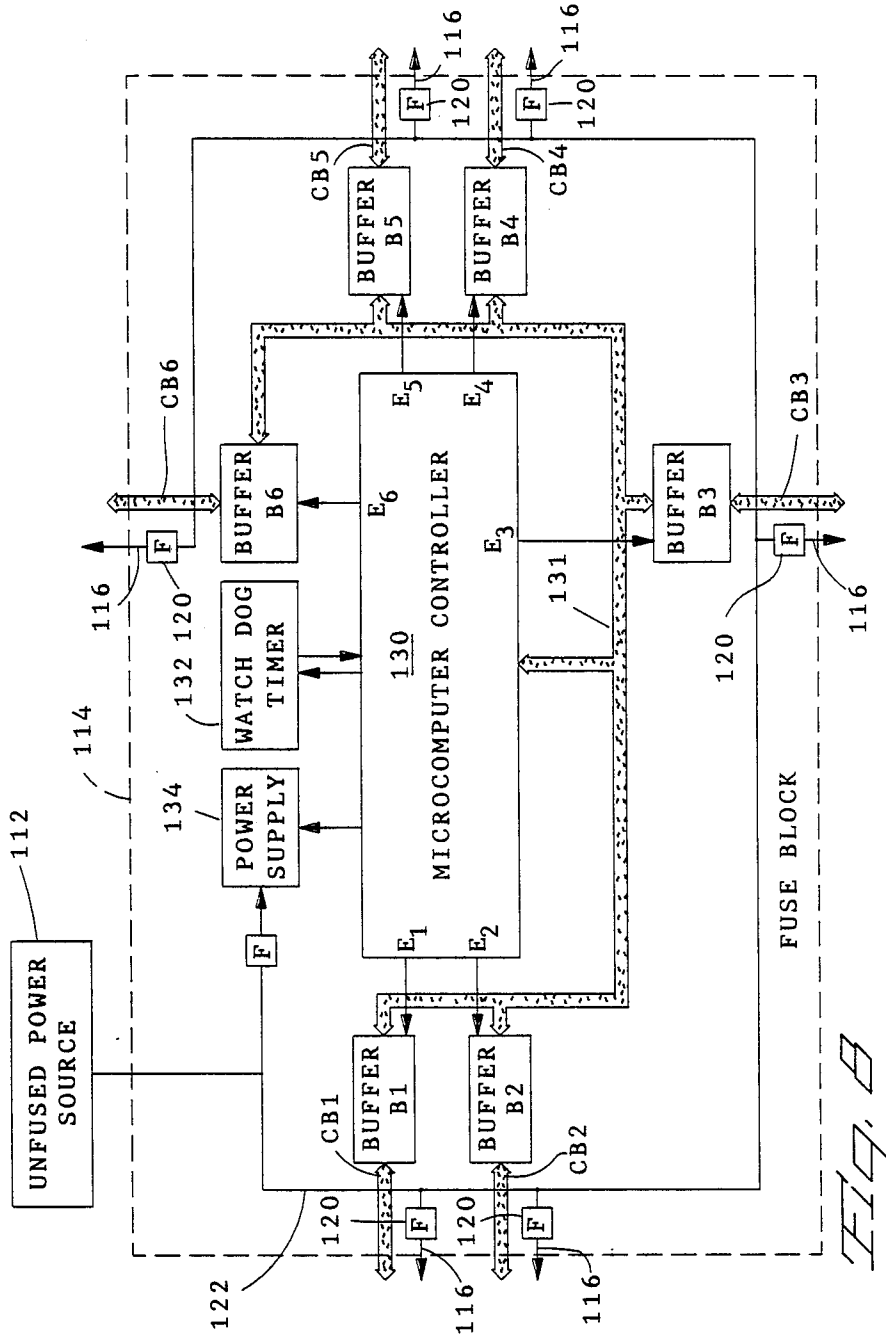 UNFUSED POWER
SOURCE
112
114
122
134
132
116
120
F
CB6
F
POWER
SUPPLY
WATCH DOG
TIMER
BUFFER
B6
CB1
BUFFER
B1
E1
E6
E5
BUFFER
B5
CB5
120
F
116
130
MICROCOMPUTER CONTROLLER
F
120
116
120
F
116
CB2
BUFFER
B2
E2
E3
E4
BUFFER
B4
CB4
F
120
116
131
BUFFER
B3
CB3
120
F
116
FUSE BLOCK
Fig. 8